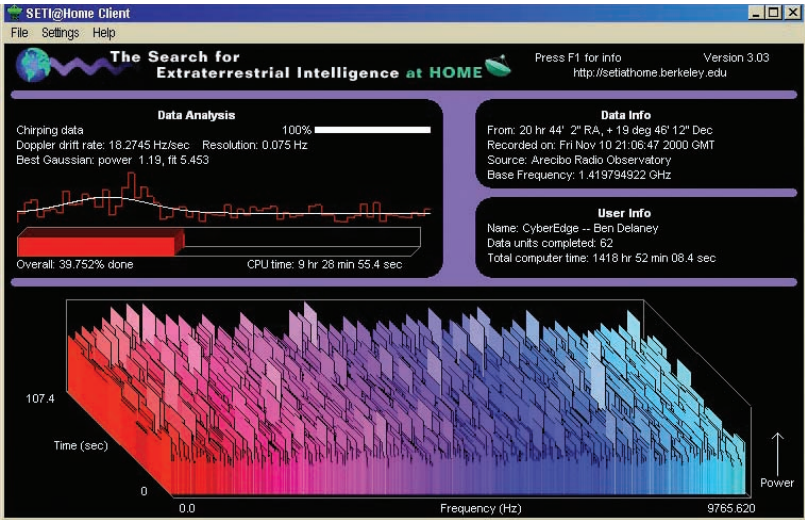 SETI@Home Client
File Settings Help
The Search for
Extraterrestrial Intelligence at HOME
Press F1 for info Version 3.03
http://setiathome.berkeley.edu
Data Analysis
Chirping data 100%
Doppler drift rate: 18.2745 Hz/sec Resolution: 0.075 Hz
Best Gaussian: power 1.19, fit 5.453
Overall: 39.752% done CPU time: 9 hr 28 min 55.4 sec
Data Info
From: 20 hr 44' 2" RA, + 19 deg 46' 12" Dec
Recorded on: Fri Nov 10 21:06:47 2000 GMT
Source: Arecibo Radio Observatory
Base Frequency: 1.419794922 GHz
User Info
Name: CyberEdge -- Ben Delaney
Data units completed: 62
Total computer time: 1418 hr 52 min 08.4 sec
107.4
Time (sec)
0
0.0 Frequency (Hz) 9765.620
Power